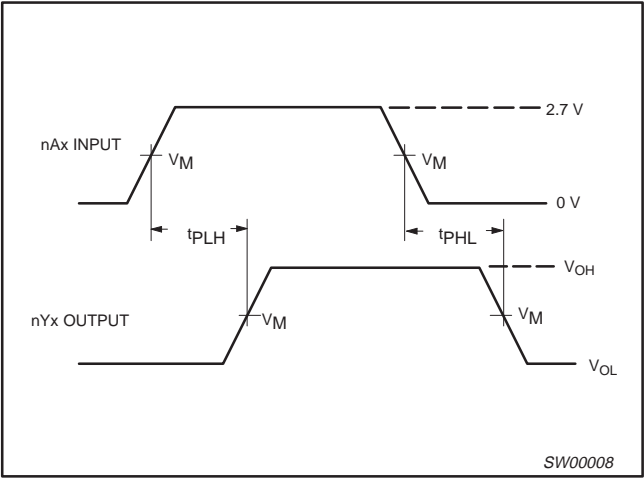 2.7 V
nAx INPUT
VM
VM
0 V
tPLH
tPHL
VOH
nYx OUTPUT
VM
VM
VOL
SW00008